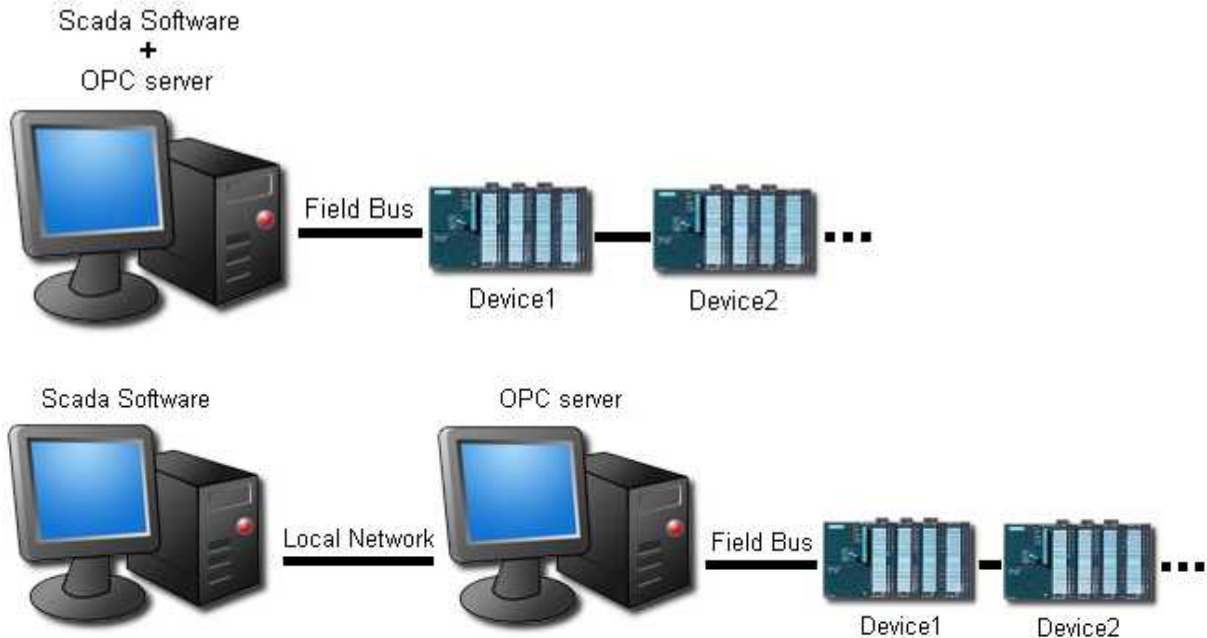 Scada Software
+
OPC server
Field Bus
Device1
Device2
Scada Software
OPC server
Local Network
Field Bus
Device1
Device2